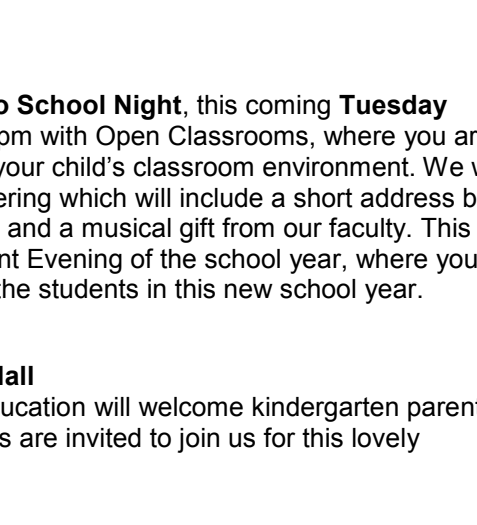 o School Night, this coming Tuesday
pm with Open Classrooms, where you ar
your child's classroom environment. We w
ering which will include a short address b
and a musical gift from our faculty. This
nt Evening of the school year, where you
the students in this new school year.
Hall
ucation will welcome kindergarten parent
s are invited to join us for this lovely